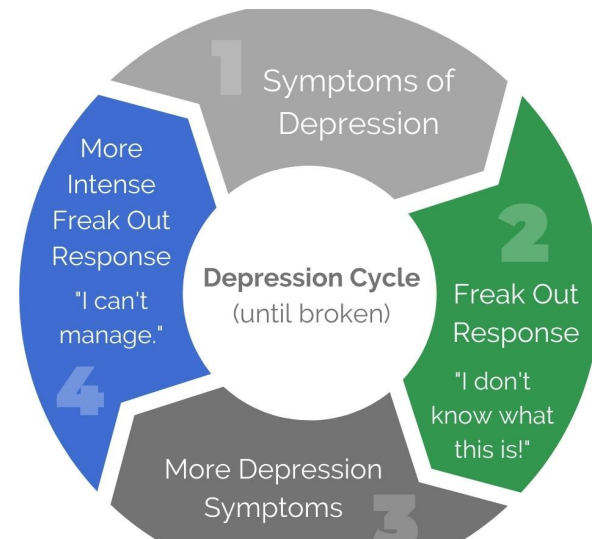 1
Symptoms of
Depression
2
Freak Out
Response
"I don't
know what
this is!"
More Depression
Symptoms
3
More
Intense
Freak Out
Response
"I can't
manage."
4
Depression Cycle
(until broken)